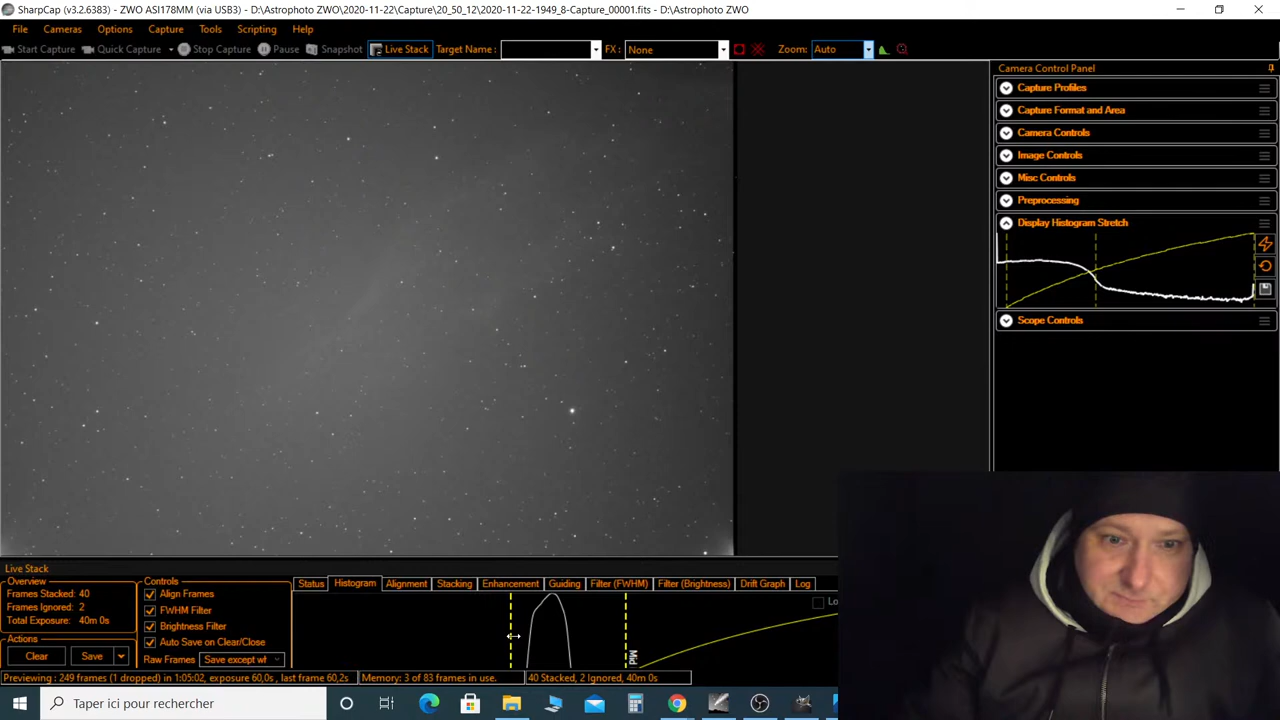 SharpCap (v3.2.6383) - ZWO ASI178MM (via USB3) - D:\Astrophoto ZWO\2020-11-22\Capture\20_50_12\2020-11-22-1949_8-Capture_00001.fits - D:\Astrophoto ZWO
File Cameras Options Capture Tools Scripting Help
Start Capture Quick Capture Stop Capture Pause Snapshot Live Stack Target Name : FX : None Zoom: Auto
Camera Control Panel
Capture Profiles
Capture Format and Area
Camera Controls
Image Controls
Misc Controls
Preprocessing
Display Histogram Stretch
Scope Controls
Live Stack
Overview
Frames Stacked: 40
Frames Ignored: 2
Total Exposure: 40m 0s
Actions
Clear Save
Controls
Align Frames
FWHM Filter
Brightness Filter
Auto Save on Clear/Close
Raw Frames Save except wl
Status Histogram Alignment Stacking Enhancement Guiding Filter (FWHM) Filter (Brightness) Drift Graph Log
Lo
Mid
Previewing : 249 frames (1 dropped) in 1:05:02, exposure 60,0s , last frame 60,2s Memory: 3 of 83 frames in use. 40 Stacked, 2 Ignored, 40m 0s
Taper ici pour rechercher